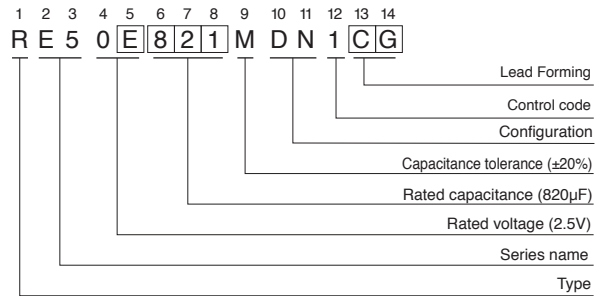 1 2 3 4 5 6 7 8 9 10 11 12 13 14
R E 5 0 E 8 2 1 M D N 1 C G
Lead Forming
Control code
Configuration
Capacitance tolerance (±20%)
Rated capacitance (820µF)
Rated voltage (2.5V)
Series name
Type